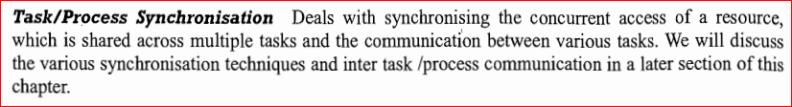 Task/Process Synchronisation Deals with synchronising the concurrent access of a resource,
which is shared across multiple tasks and the communication between various tasks. We will discuss
the various synchronisation techniques and inter task /process communication in a later section of this
chapter.